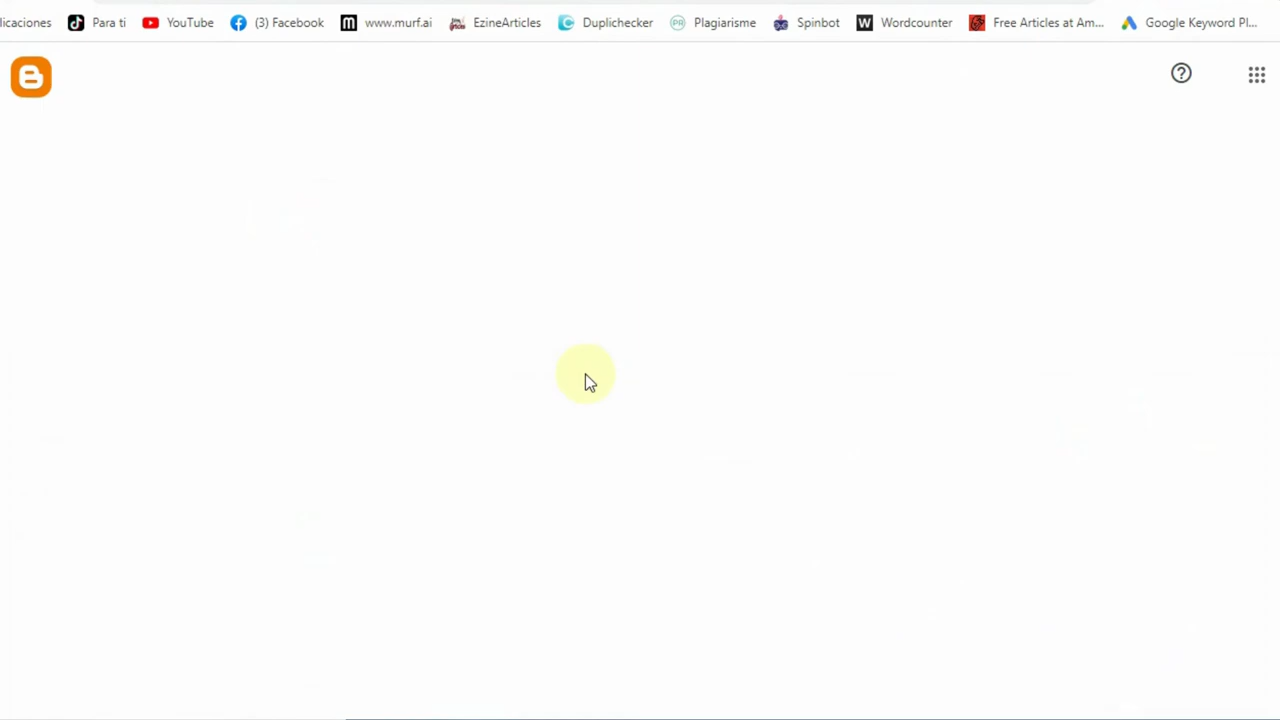 caciones Para ti YouTube (3) Facebook www.murf.ai EzineArticles Duplichecker Plagiarisme Spinbot Wordcounter Free Articles at Am... Google Keyword Pl...